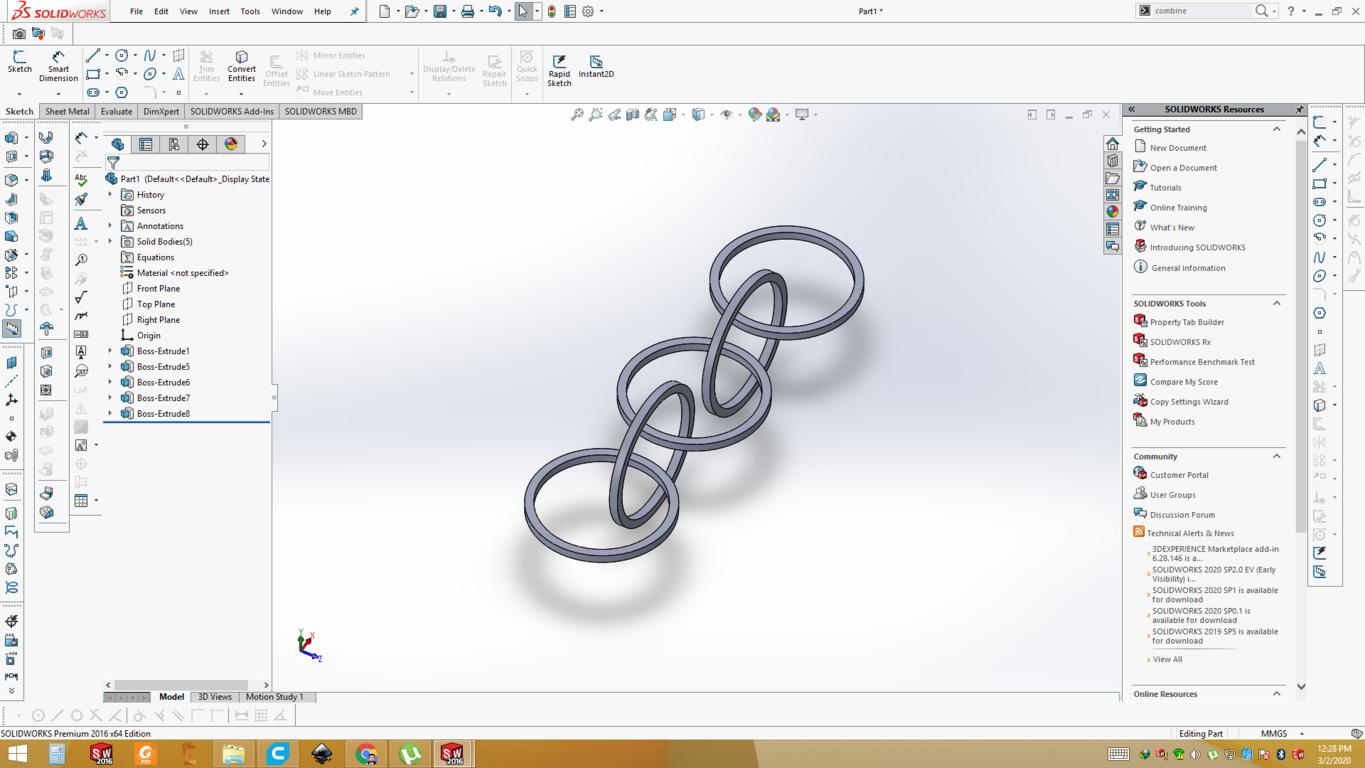 SOLIDWORKS
File Edit View Insert Tools Window Help
Part1 *
combine
Sketch
Smart Dimension
Trim Entities
Convert Entities
Offset Entities
Mirror Entities
Linear Sketch Pattern
Move Entities
Display/Delete Relations
Repair Sketch
Quick Snaps
Rapid Sketch
Instant2D
Sketch Sheet Metal Evaluate DimXpert SOLIDWORKS Add-Ins SOLIDWORKS MBD
Part1 (Default<<Default>_Display State
History
Sensors
Annotations
Solid Bodies(5)
Equations
Material <not specified>
Front Plane
Top Plane
Right Plane
Origin
Boss-Extrude1
Boss-Extrude5
Boss-Extrude6
Boss-Extrude7
Boss-Extrude8
Y X Z
SOLIDWORKS Resources
Getting Started
New Document
Open a Document
Tutorials
Online Training
What's New
Introducing SOLIDWORKS
General Information
SOLIDWORKS Tools
Property Tab Builder
SOLIDWORKS Rx
Performance Benchmark Test
Compare My Score
Copy Settings Wizard
My Products
Community
Customer Portal
User Groups
Discussion Forum
Technical Alerts & News
3DEXPERIENCE Marketplace add-in
6.28.146 is a...
SOLIDWORKS 2020 SP2.0 EV (Early
Visibility) i...
SOLIDWORKS 2020 SP1 is available
for download
SOLIDWORKS 2020 SP0.1 is
available for download
SOLIDWORKS 2019 SP5 is available
for download
View All
Online Resources
Model 3D Views Motion Study 1
SOLIDWORKS Premium 2016 x64 Edition
Editing Part
MMGS
12:28 PM
3/2/2020